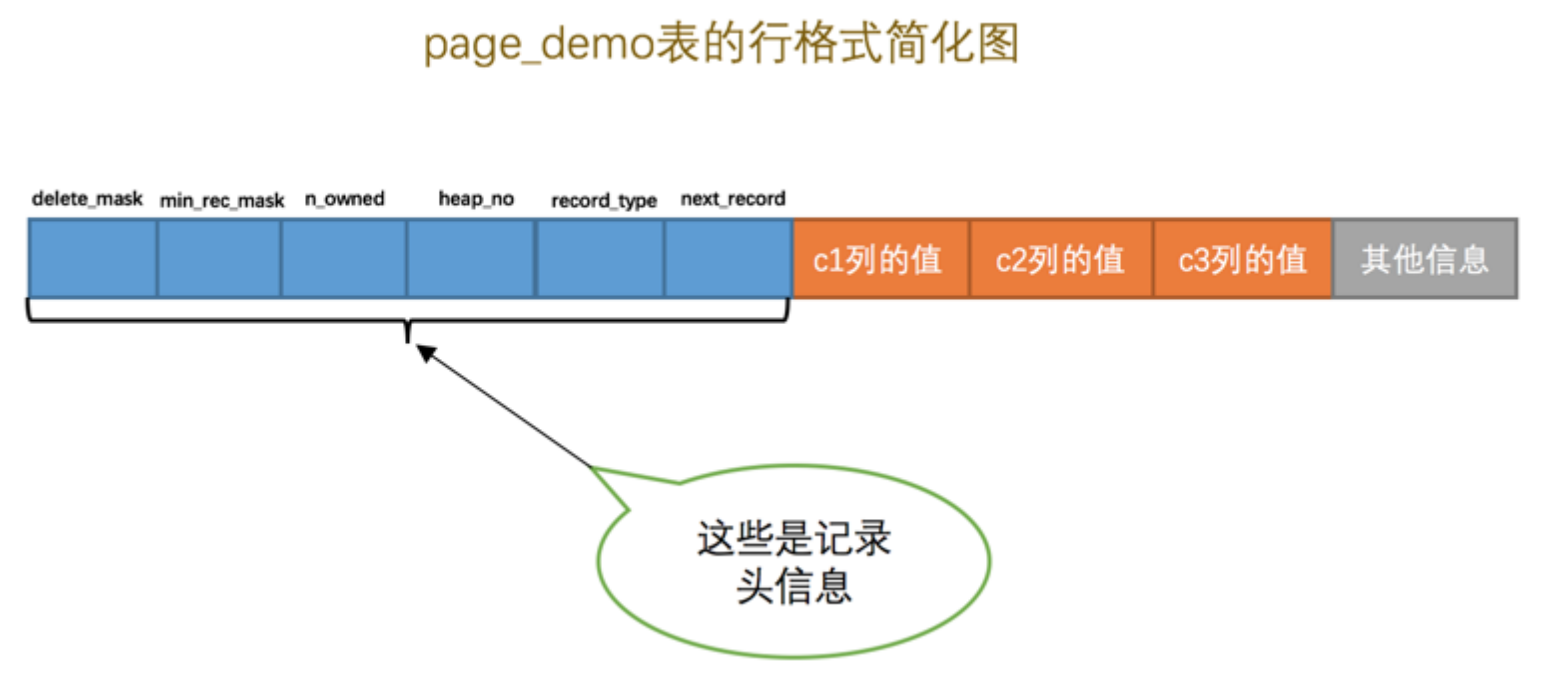 page_demo表的行格式简化图
delete_mask min_rec_mask n_owned heap_no record_type next_record
c1列的值 c2列的值 c3列的值 其他信息
这些是记录
头信息